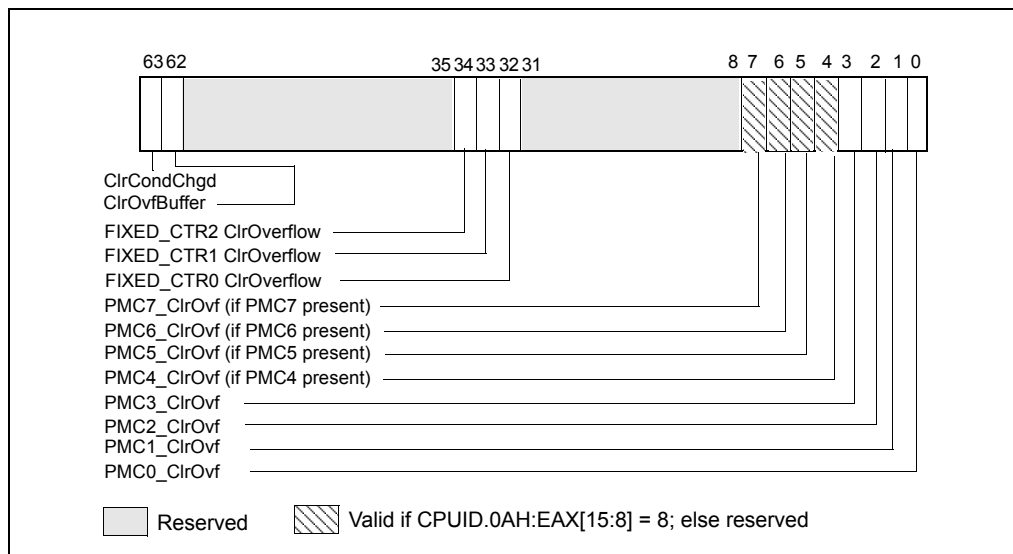 63 62 35 34 33 32 31 8 7 6 5 4 3 2 1 0
ClrCondChgd
ClrOvfBuffer
FIXED_CTR2 ClrOverflow
FIXED_CTR1 ClrOverflow
FIXED_CTR0 ClrOverflow
PMC7_ClrOvf (if PMC7 present)
PMC6_ClrOvf (if PMC6 present)
PMC5_ClrOvf (if PMC5 present)
PMC4_ClrOvf (if PMC4 present)
PMC3_ClrOvf
PMC2_ClrOvf
PMC1_ClrOvf
PMC0_ClrOvf
Reserved Valid if CPUID.0AH:EAX[15:8] = 8; else reserved